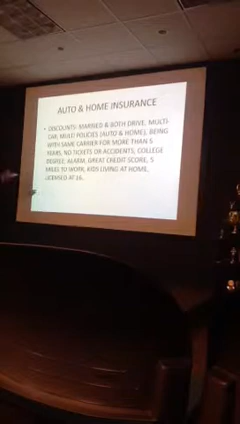 AUTO & HOME INSURANCE
• DISCOUNTS: MARRIED & BOTH DRIVE, MULTI-
CAR, MULTI POLICIES (AUTO & HOME), BEING
WITH SAME CARRIER FOR MORE THAN 5
YEARS, NO TICKETS OR ACCIDENTS, COLLEGE
DEGREE, ALARM, GREAT CREDIT SCORE, 5
MILES TO WORK, KIDS LIVING AT HOME,
LICENSED AT 16.